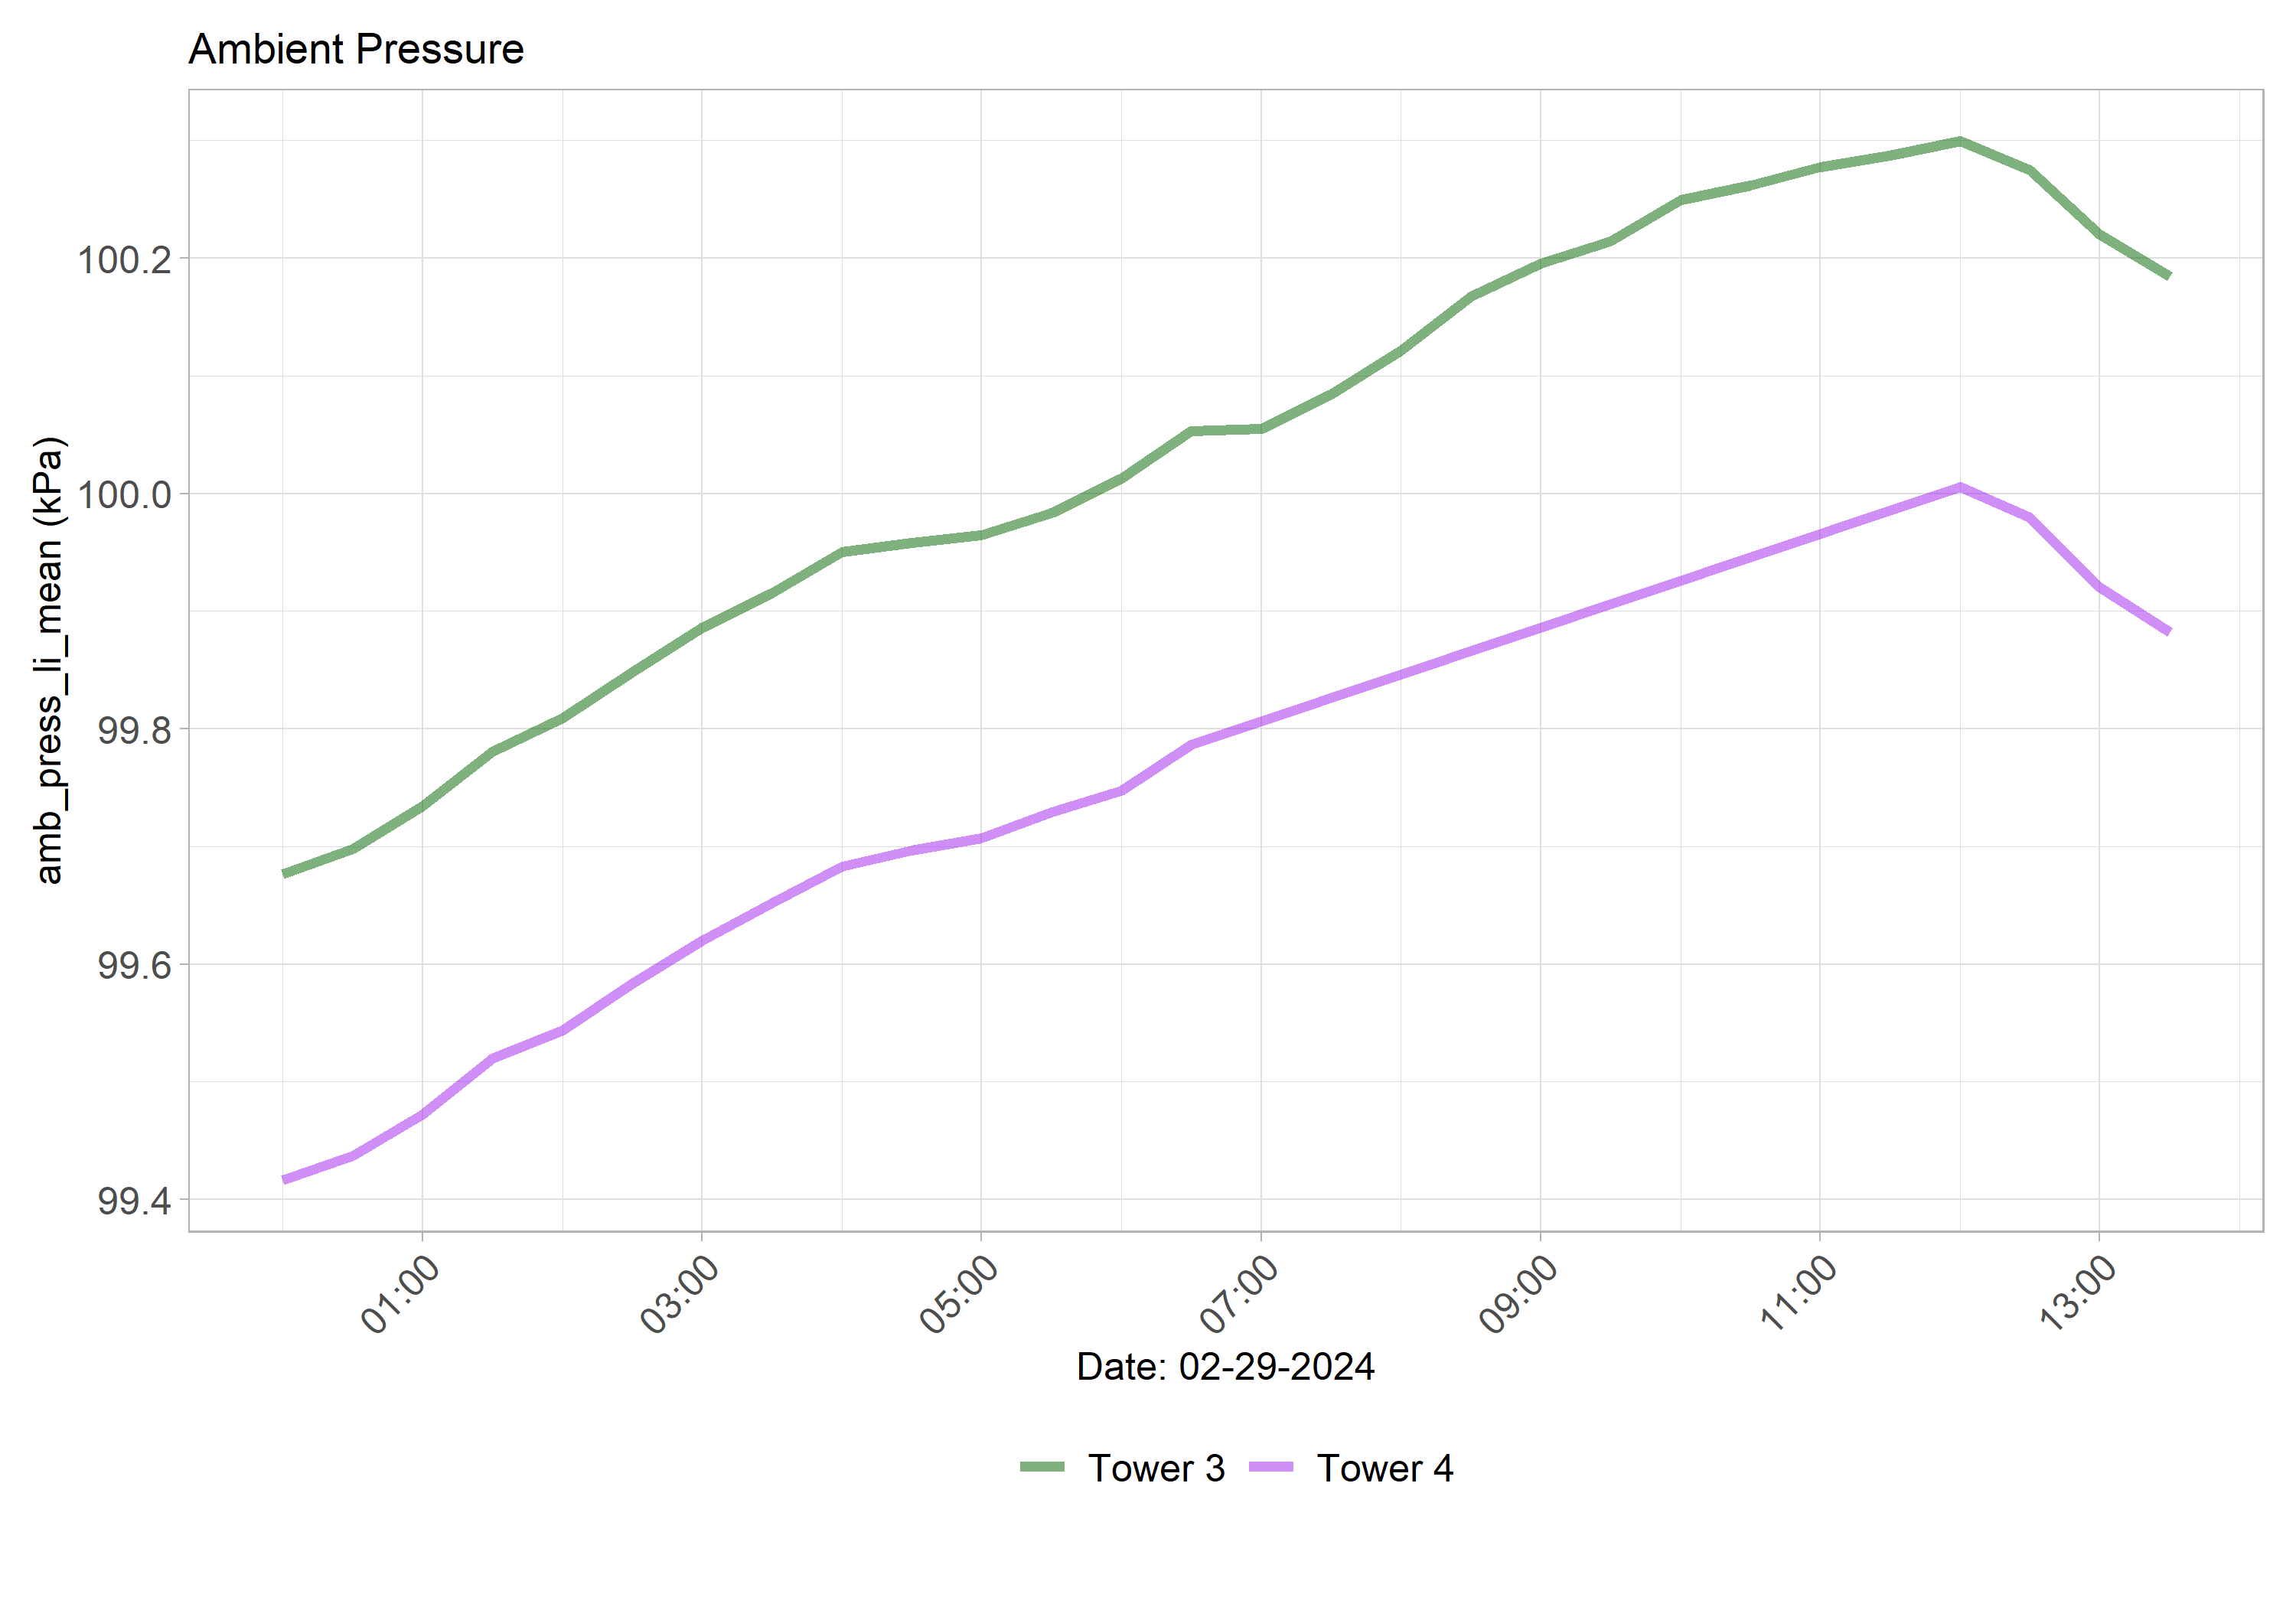 Ambient Pressure
amb_press_li_mean (kPa)
100.2
100.0
99.8
99.6
99.4
01:00 03:00 05:00 07:00 09:00 11:00 13:00
Date: 02-29-2024
Tower 3 Tower 4